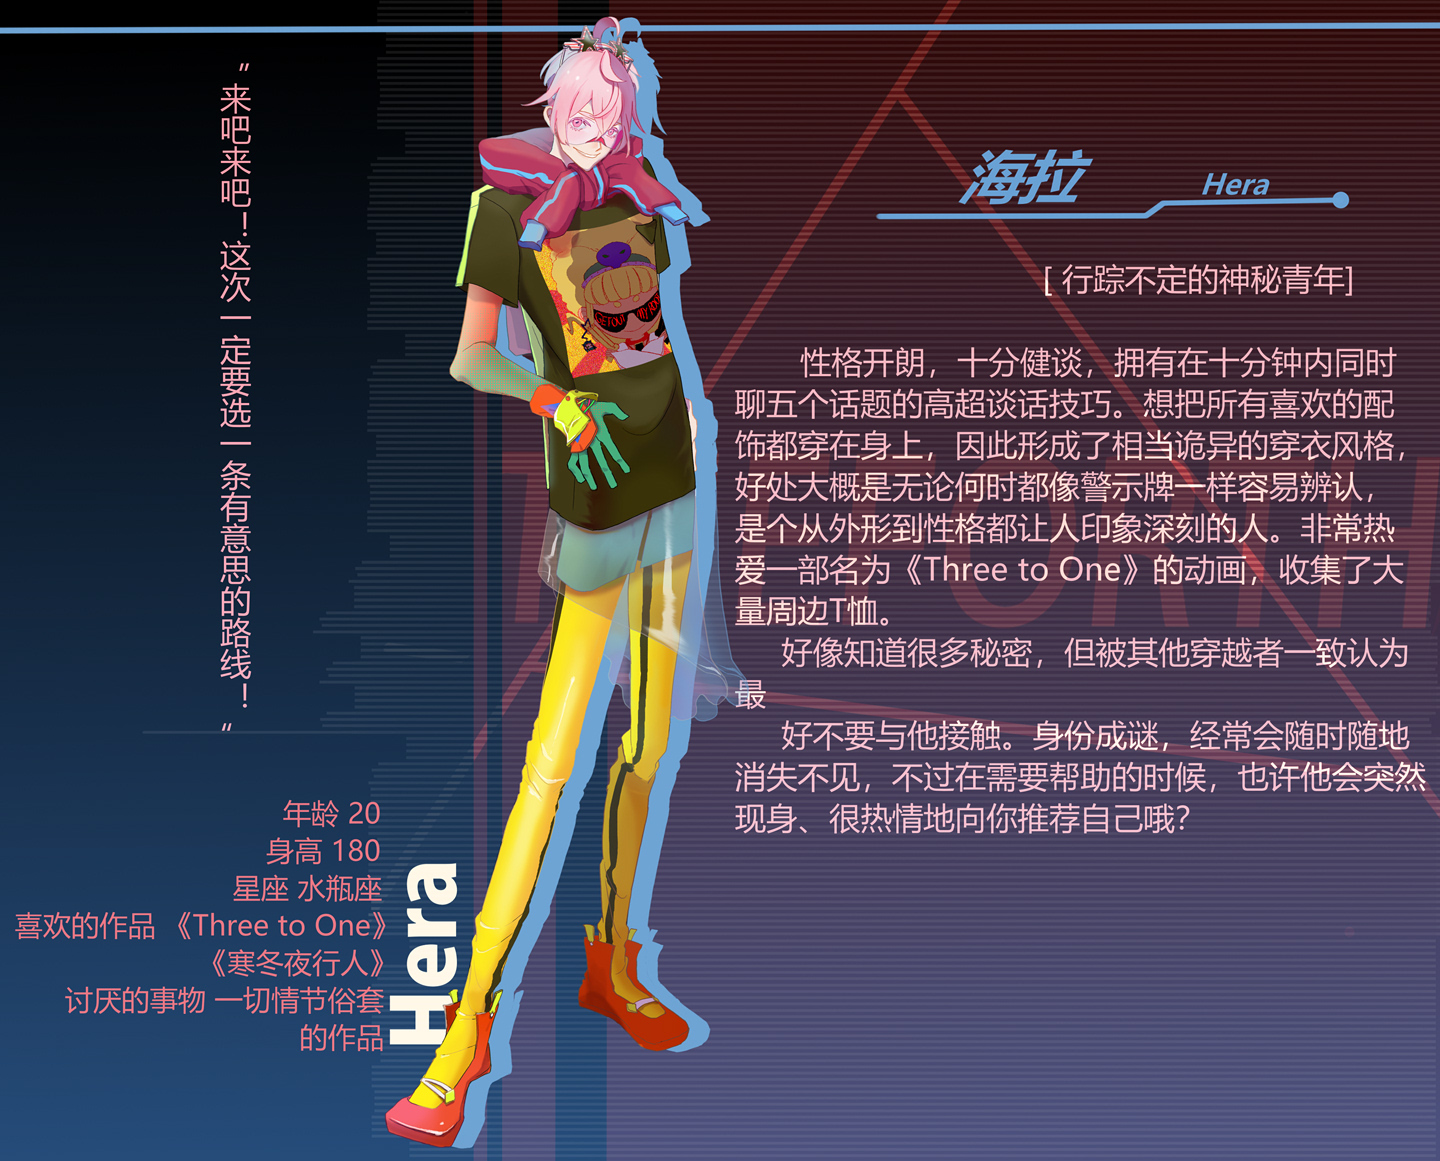 “来吧来吧！这次一定要选一条有意思的路线！”
海拉
Hera
[ 行踪不定的神秘青年]
性格开朗，十分健谈，拥有在十分钟内同时
聊五个话题的高超谈话技巧。想把所有喜欢的配
饰都穿在身上，因此形成了相当诡异的穿衣风格，
好处大概是无论何时都像警示牌一样容易辨认，
是个从外形到性格都让人印象深刻的人。非常热
爱一部名为《Three to One》的动画，收集了大
量周边T恤。
好像知道很多秘密，但被其他穿越者一致认为
最
好不要与他接触。身份成谜，经常会随时随地
消失不见，不过在需要帮助的时候，也许他会突然
现身、很热情地向你推荐自己哦？
年龄 20
身高 180
星座 水瓶座
喜欢的作品 《Three to One》
《寒冬夜行人》
讨厌的事物 一切情节俗套
的作品
Hera
GET OUT